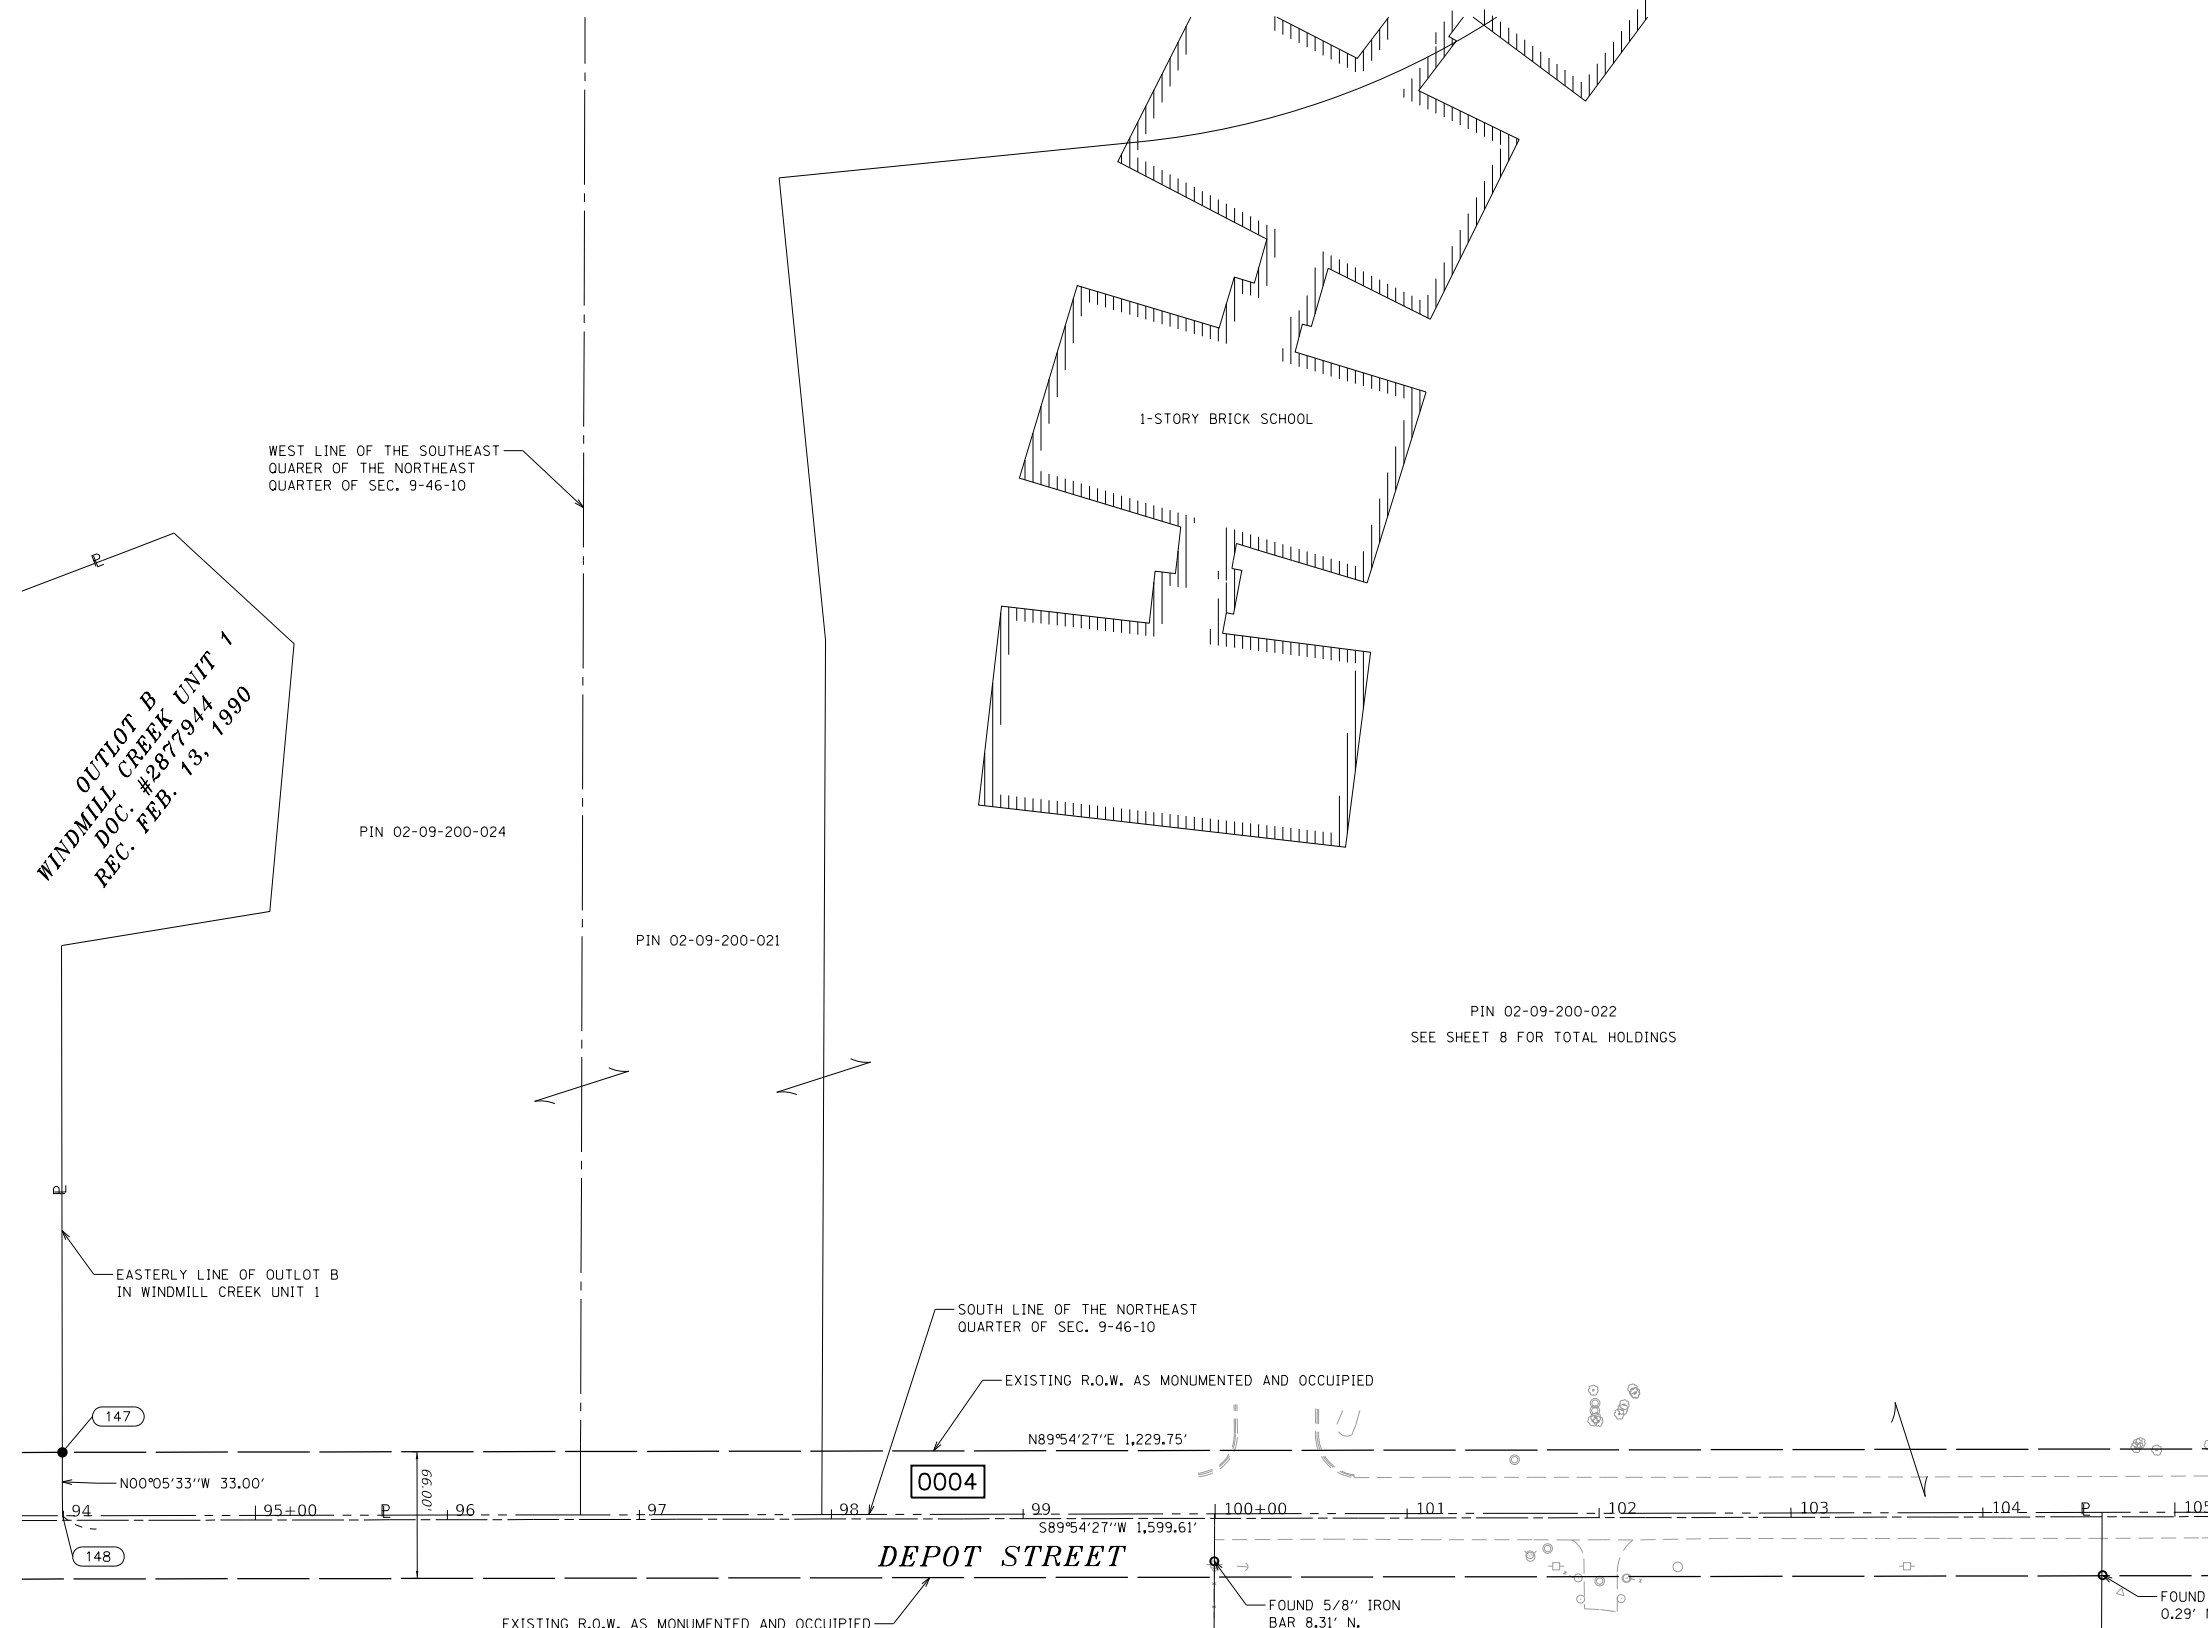 1-STORY BRICK SCHOOL
WEST LINE OF THE SOUTHEAST
QUARER OF THE NORTHEAST
QUARTER OF SEC. 9-46-10
OUTLOT B
WINDMILL CREEK UNIT 1
DOC. #2877944
REC. FEB. 13, 1990
PIN 02-09-200-024
PIN 02-09-200-021
PIN 02-09-200-022
SEE SHEET 8 FOR TOTAL HOLDINGS
EASTERLY LINE OF OUTLOT B
IN WINDMILL CREEK UNIT 1
SOUTH LINE OF THE NORTHEAST
QUARTER OF SEC. 9-46-10
EXISTING R.O.W. AS MONUMENTED AND OCCUIPIED
147
N89°54'27"E 1,229.75'
N00°05'33"W 33.00'
66.00'
0004
94 95+00 96 97 98 99 100+00 101 102 103 104 105
S89°54'27"W 1,599.61'
148
DEPOT STREET
EXISTING R.O.W. AS MONUMENTED AND OCCUIPIED
FOUND 5/8" IRON
BAR 8.31' N.
FOUND
0.29'